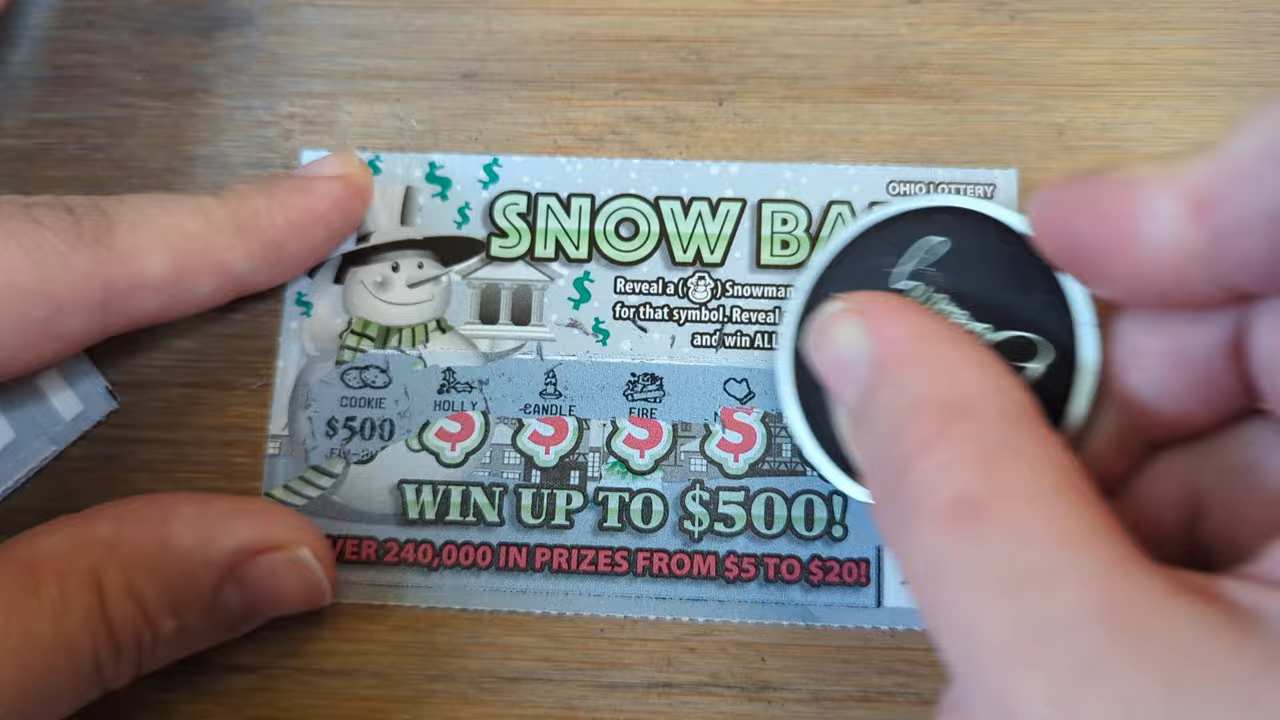 OHIO LOTTERY
SNOW BA
Reveal a ( ) Snowman
for that symbol. Reveal
and win ALL
COOKIE
HOLLY
CANDLE
FIRE
$500
$ $ $ $
WIN UP TO $500!
VER 240,000 IN PRIZES FROM $5 TO $20!